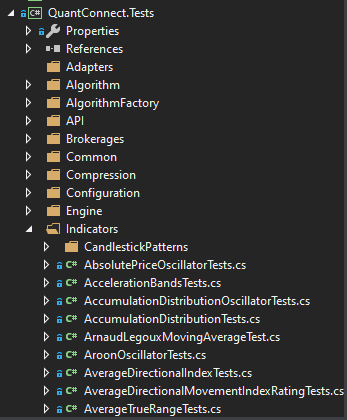 C# QuantConnect.Tests
Properties
References
Adapters
Algorithm
AlgorithmFactory
API
Brokerages
Common
Compression
Configuration
Engine
Indicators
CandlestickPatterns
C# AbsolutePriceOscillatorTests.cs
C# AccelerationBandsTests.cs
C# AccumulationDistributionOscillatorTests.cs
C# AccumulationDistributionTests.cs
C# ArnaudLegouxMovingAverageTest.cs
C# AroonOscillatorTests.cs
C# AverageDirectionalIndexTests.cs
C# AverageDirectionalMovementIndexRatingTests.cs
C# AverageTrueRangeTests.cs